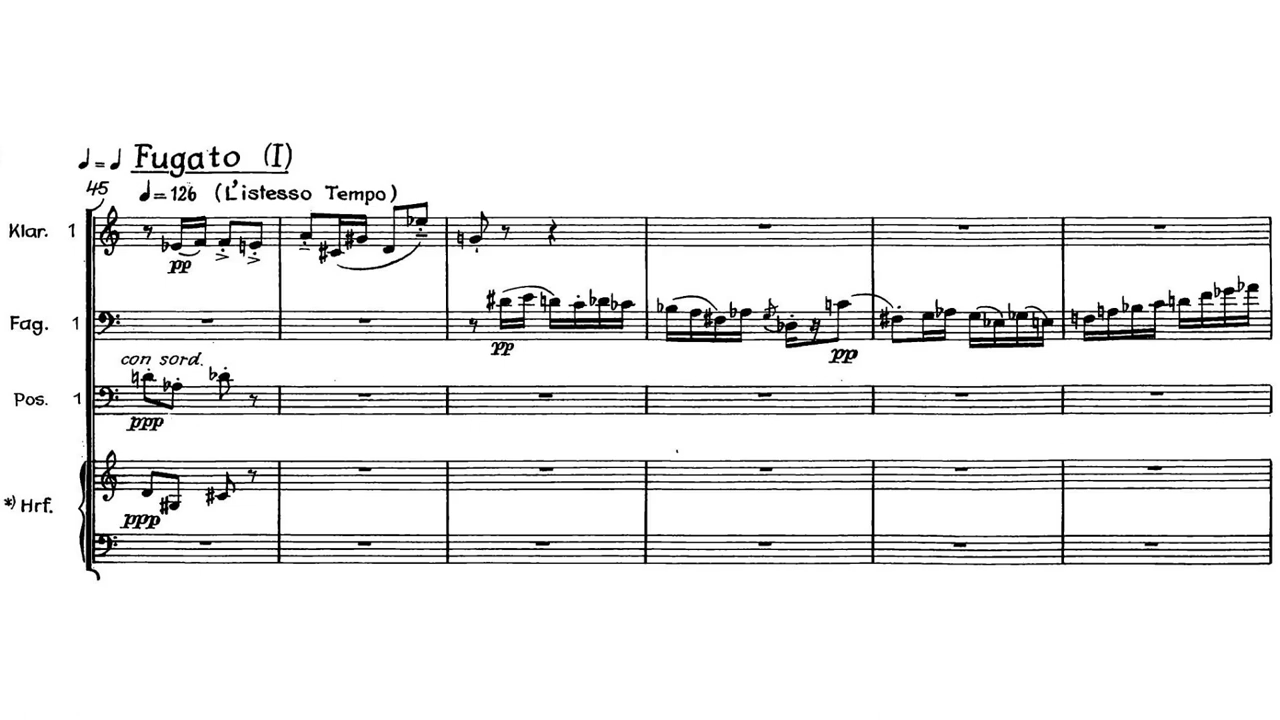 ♩=♩ Fugato (I)
45 ♩=126 (L'istesso Tempo)
Klar. 1
pp
Fag. 1
pp
pp
con sord.
Pos. 1
ppp
*) Hrf.
ppp